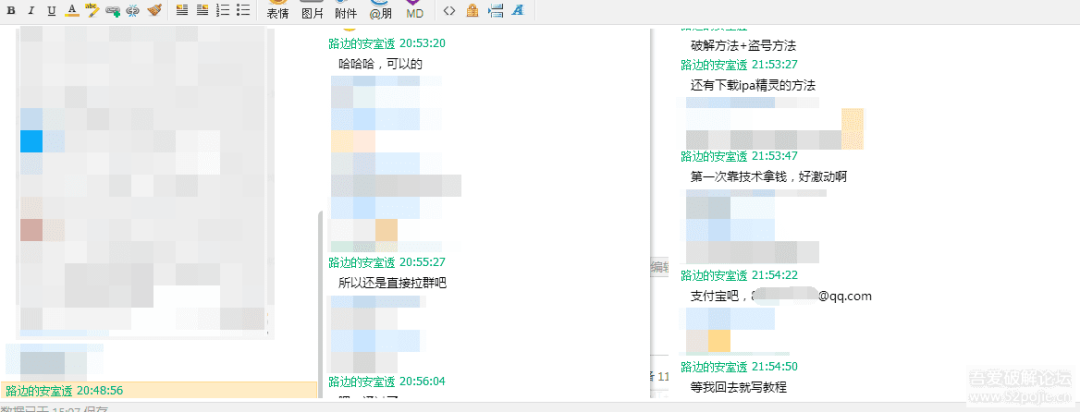 B I U A
表情 图片 附件 @朋 MD
路边的安室透 20:48:56
路边的安室透 20:53:20
哈哈哈，可以的
路边的安室透 20:55:27
所以还是直接拉群吧
路边的安室透 20:56:04
破解方法+盗号方法
路边的安室透 21:53:27
还有下载ipa精灵的方法
路边的安室透 21:53:47
第一次靠技术拿钱，好激动啊
编辑
路边的安室透 21:54:22
支付宝吧，
@qq.com
路边的安室透 21:54:50
等我回去就写教程
吾爱破解论坛
www.52pojie.cn